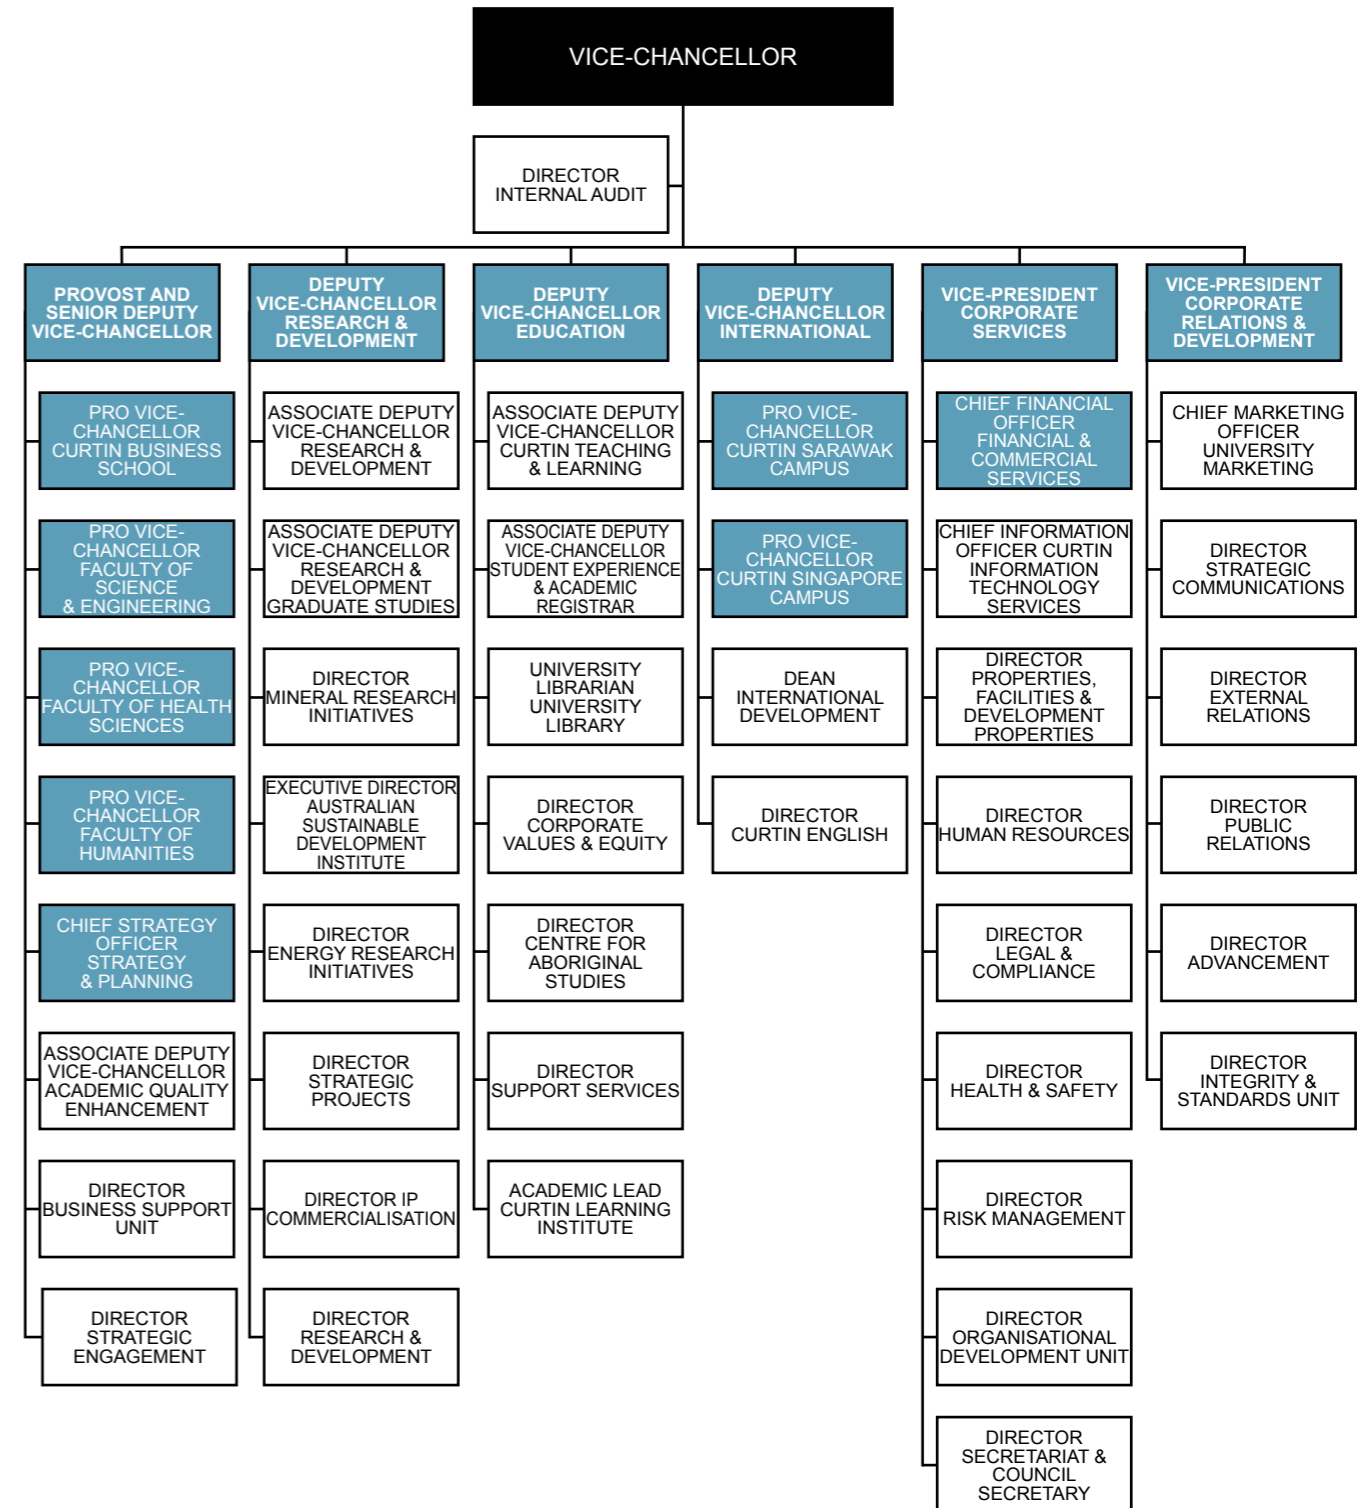 VICE-CHANCELLOR
DIRECTOR
INTERNAL AUDIT
PROVOST AND
SENIOR DEPUTY
VICE-CHANCELLOR
PRO VICE-
CHANCELLOR
CURTIN BUSINESS
SCHOOL
PRO VICE-
CHANCELLOR
FACULTY OF
SCIENCE
& ENGINEERING
PRO VICE-
CHANCELLOR
FACULTY OF HEALTH
SCIENCES
PRO VICE-
CHANCELLOR
FACULTY OF
HUMANITIES
CHIEF STRATEGY
OFFICER
STRATEGY
& PLANNING
ASSOCIATE DEPUTY
VICE-CHANCELLOR
ACADEMIC QUALITY
ENHANCEMENT
DIRECTOR
BUSINESS SUPPORT
UNIT
DIRECTOR
STRATEGIC
ENGAGEMENT
DEPUTY
VICE-CHANCELLOR
RESEARCH &
DEVELOPMENT
ASSOCIATE DEPUTY
VICE-CHANCELLOR
RESEARCH &
DEVELOPMENT
ASSOCIATE DEPUTY
VICE-CHANCELLOR
RESEARCH &
DEVELOPMENT
GRADUATE STUDIES
DIRECTOR
MINERAL RESEARCH
INITIATIVES
EXECUTIVE DIRECTOR
AUSTRALIAN
SUSTAINABLE
DEVELOPMENT
INSTITUTE
DIRECTOR
ENERGY RESEARCH
INITIATIVES
DIRECTOR
STRATEGIC
PROJECTS
DIRECTOR IP
COMMERCIALISATION
DIRECTOR
RESEARCH &
DEVELOPMENT
DEPUTY
VICE-CHANCELLOR
EDUCATION
ASSOCIATE DEPUTY
VICE-CHANCELLOR
CURTIN TEACHING
& LEARNING
ASSOCIATE DEPUTY
VICE-CHANCELLOR
STUDENT EXPERIENCE
& ACADEMIC
REGISTRAR
UNIVERSITY
LIBRARIAN
UNIVERSITY
LIBRARY
DIRECTOR
CORPORATE
VALUES & EQUITY
DIRECTOR
CENTRE FOR
ABORIGINAL
STUDIES
DIRECTOR
SUPPORT SERVICES
ACADEMIC LEAD
CURTIN LEARNING
INSTITUTE
DEPUTY
VICE-CHANCELLOR
INTERNATIONAL
PRO VICE-
CHANCELLOR
CURTIN SARAWAK
CAMPUS
PRO VICE-
CHANCELLOR
CURTIN SINGAPORE
CAMPUS
DEAN
INTERNATIONAL
DEVELOPMENT
DIRECTOR
CURTIN ENGLISH
VICE-PRESIDENT
CORPORATE
SERVICES
CHIEF FINANCIAL
OFFICER
FINANCIAL &
COMMERCIAL
SERVICES
CHIEF INFORMATION
OFFICER CURTIN
INFORMATION
TECHNOLOGY
SERVICES
DIRECTOR
PROPERTIES,
FACILITIES &
DEVELOPMENT
PROPERTIES
DIRECTOR
HUMAN RESOURCES
DIRECTOR
LEGAL &
COMPLIANCE
DIRECTOR
HEALTH & SAFETY
DIRECTOR
RISK MANAGEMENT
DIRECTOR
ORGANISATIONAL
DEVELOPMENT UNIT
DIRECTOR
SECRETARIAT &
COUNCIL
SECRETARY
VICE-PRESIDENT
CORPORATE
RELATIONS &
DEVELOPMENT
CHIEF MARKETING
OFFICER
UNIVERSITY
MARKETING
DIRECTOR
STRATEGIC
COMMUNICATIONS
DIRECTOR
EXTERNAL
RELATIONS
DIRECTOR
PUBLIC
RELATIONS
DIRECTOR
ADVANCEMENT
DIRECTOR
INTEGRITY &
STANDARDS UNIT